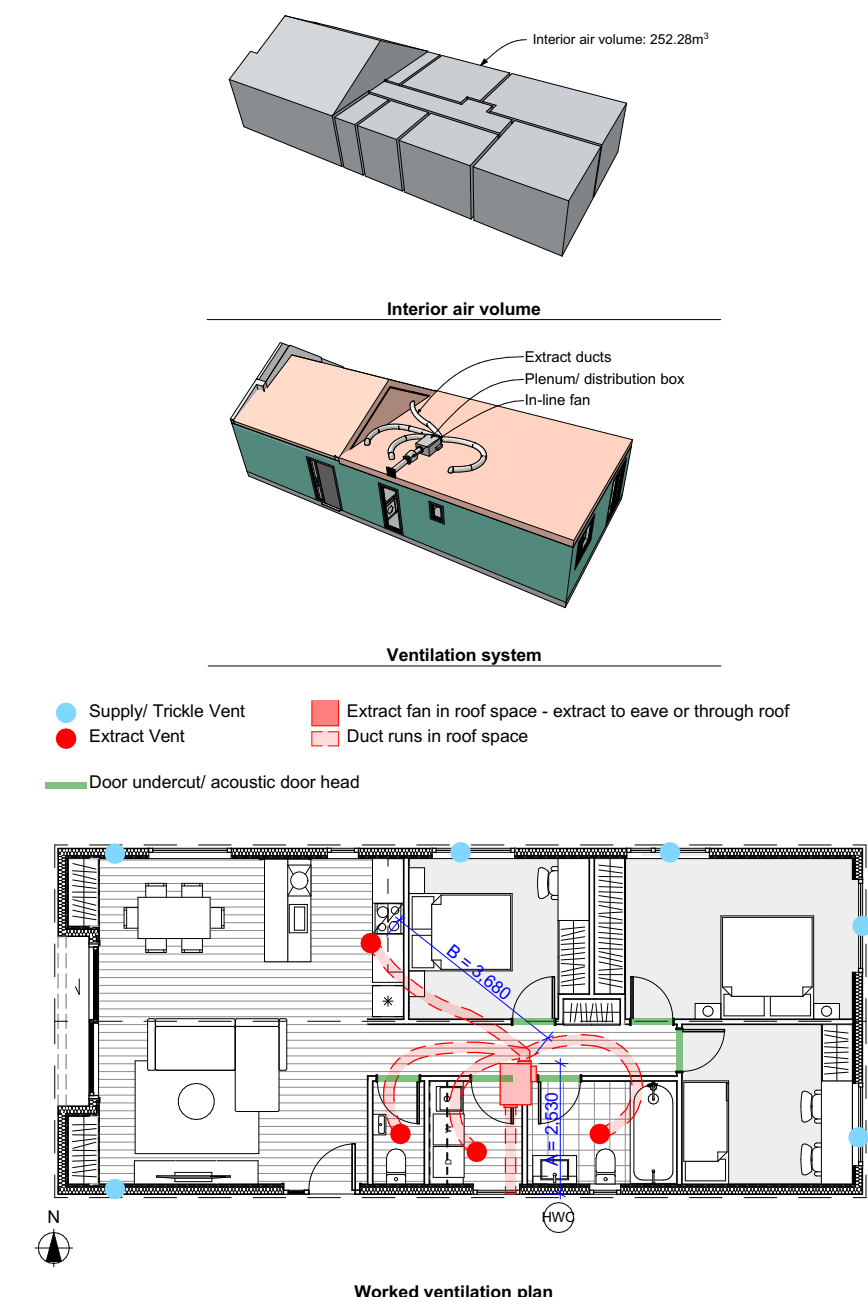 Interior air volume: 252.28m³
Interior air volume
Extract ducts
Plenum/ distribution box
In-line fan
Ventilation system
Supply/ Trickle Vent
Extract fan in roof space - extract to eave or through roof
Extract Vent
Duct runs in roof space
Door undercut/ acoustic door head
B = 3,680
A = 2,530
HWC
N
Worked ventilation plan